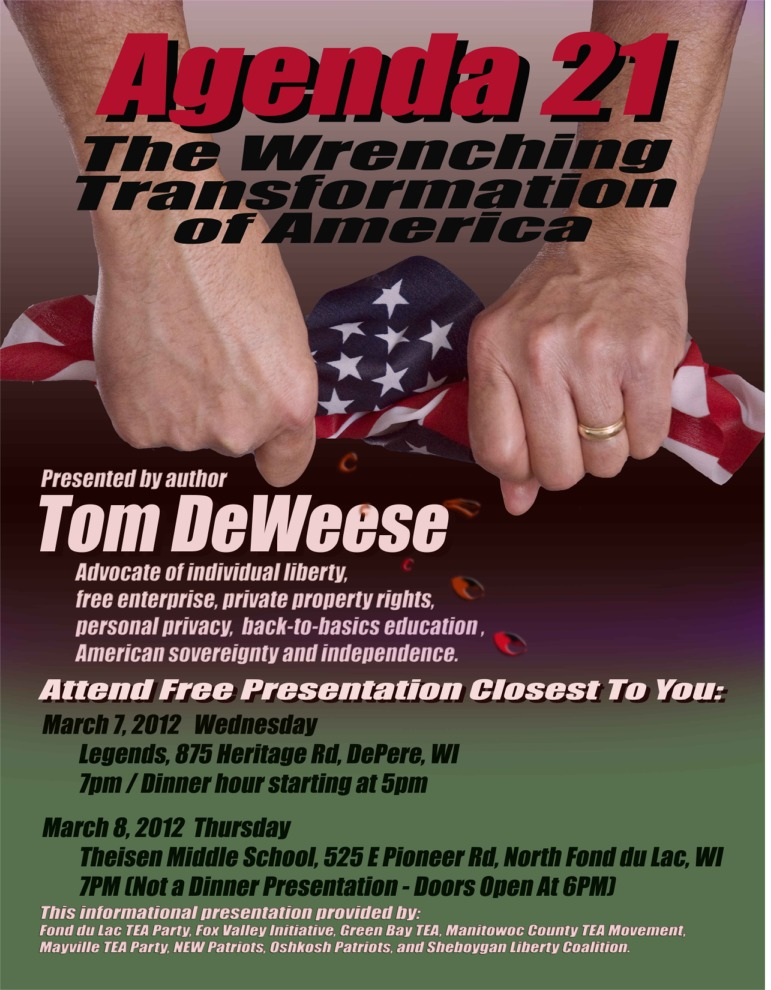 Agenda 21
The Wrenching
Transformation
of America
Presented by author
Tom DeWeese
Advocate of individual liberty,
free enterprise, private property rights,
personal privacy, back-to-basics education ,
American sovereignty and independence.
Attend Free Presentation Closest To You:
March 7, 2012 Wednesday
Legends, 875 Heritage Rd, DePere, WI
7pm / Dinner hour starting at 5pm
March 8, 2012 Thursday
Theisen Middle School, 525 E Pioneer Rd, North Fond du Lac, WI
7PM (Not a Dinner Presentation - Doors Open At 6PM)
This informational presentation provided by:
Fond du Lac TEA Party, Fox Valley Initiative, Green Bay TEA, Manitowoc County TEA Movement,
Mayville TEA Party, NEW Patriots, Oshkosh Patriots, and Sheboygan Liberty Coalition.